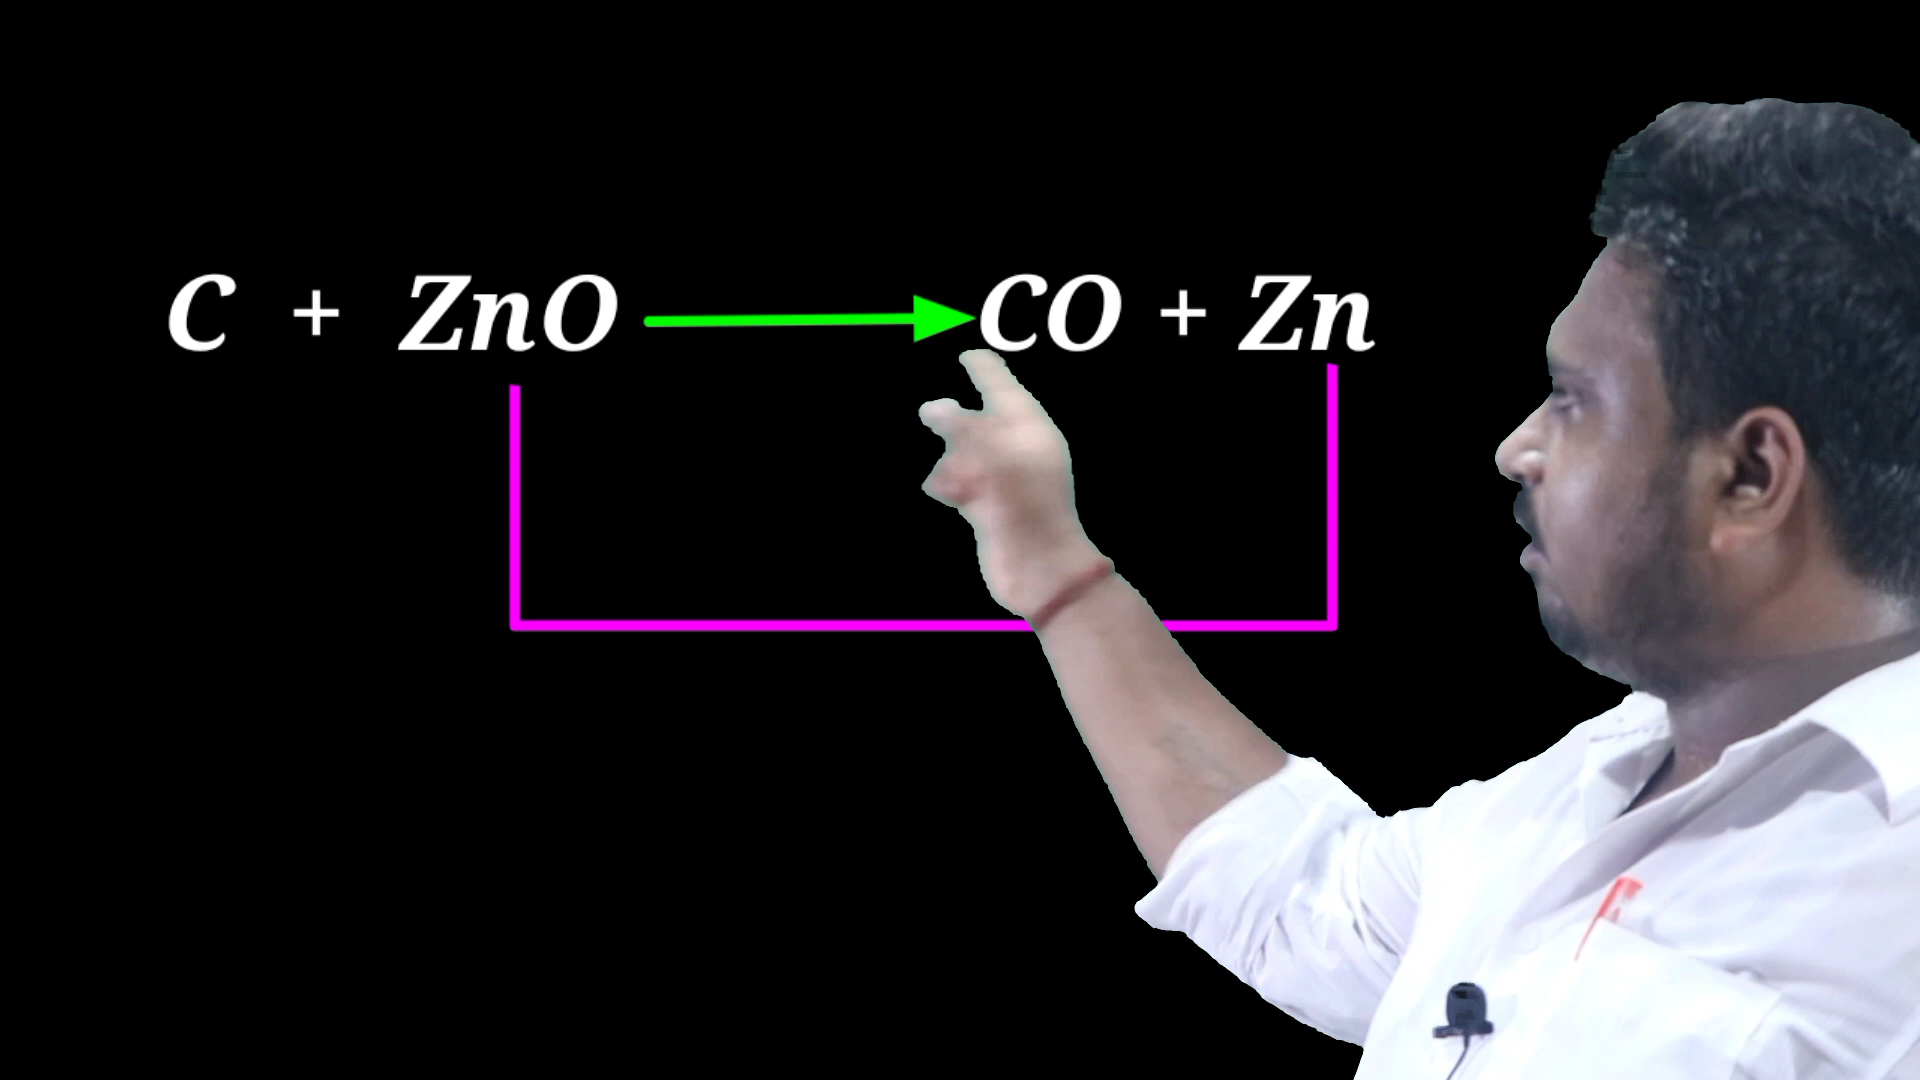 C + ZnO → CO + Zn